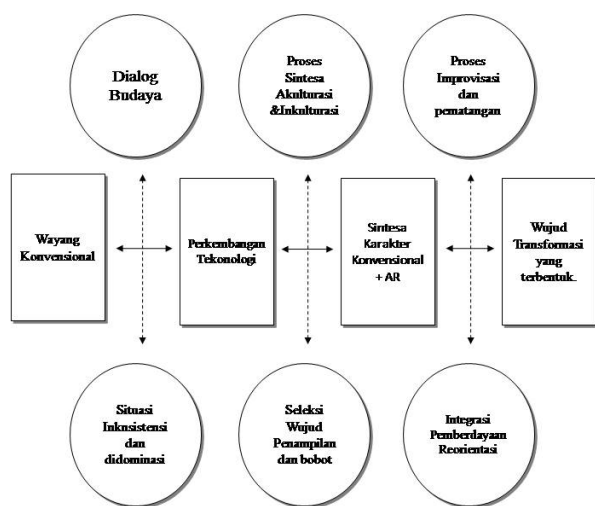 Dialog
Budaya
Proses
Sintesa
Akulturasi
&Inkulturasi
Proses
Improvisasi
dan
pematangan
Wayang
Konvensional
Perkembangan
Tekonologi
Sintesa
Karakter
Konvensional
+ AR
Wujud
Transformasi
yang
terbentuk.
Situasi
Inknsistensi
dan
didominasi
Seleksi
Wujud
Penampilan
dan bobot
Integrasi
Pemberdayaan
Reorientasi